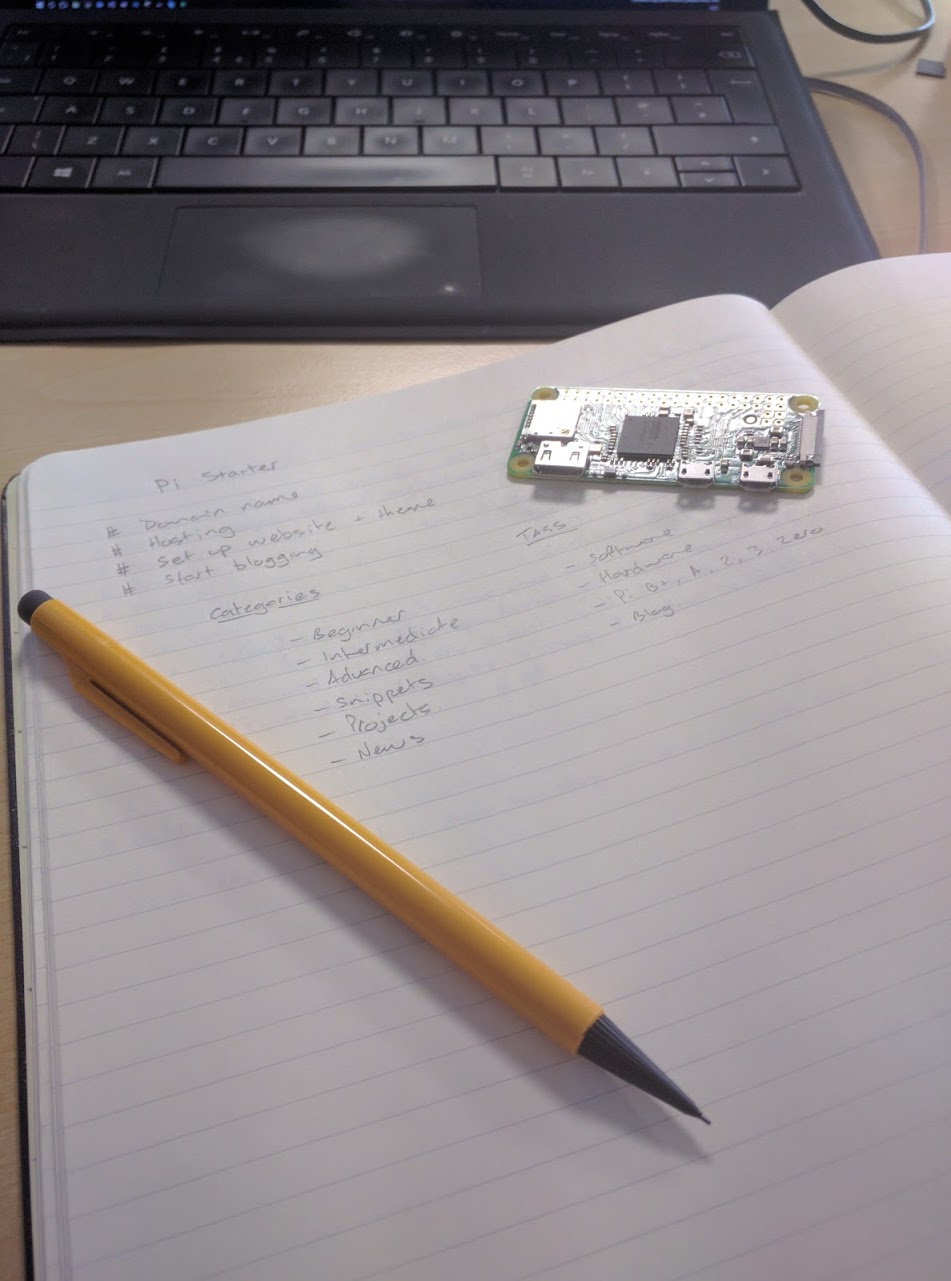 Pi Starter
# Domain name
# Hosting
# Set up website + theme
# Start blogging
Categories
- Beginner
- Intermediate
- Advanced
- Snippets
- Projects
- News
TAGS
- Software
- Hardware
- Pi B+, A, 2, 3, Zero
- Blog
Q W E R T Y U I O P
A S D F G H J K L
Z X C V B N M
Alt